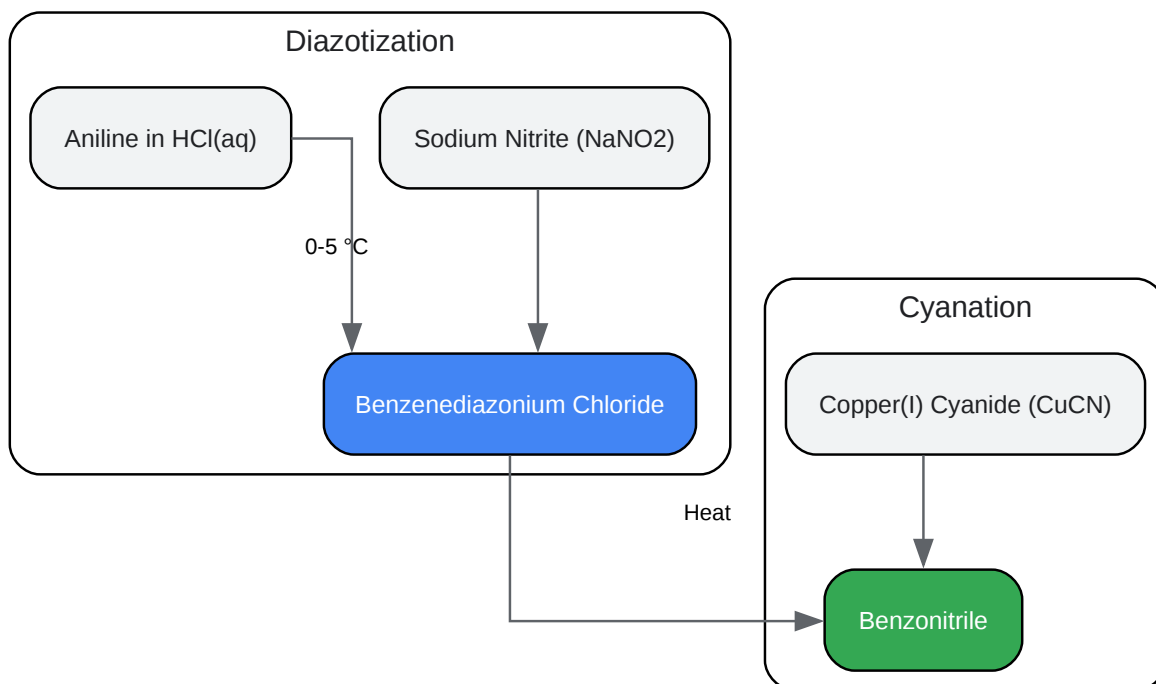 Diazotization
Aniline in HCl(aq)
Sodium Nitrite (NaNO2)
0-5 °C
Benzenediazonium Chloride
Cyanation
Copper(I) Cyanide (CuCN)
Heat
Benzonitrile